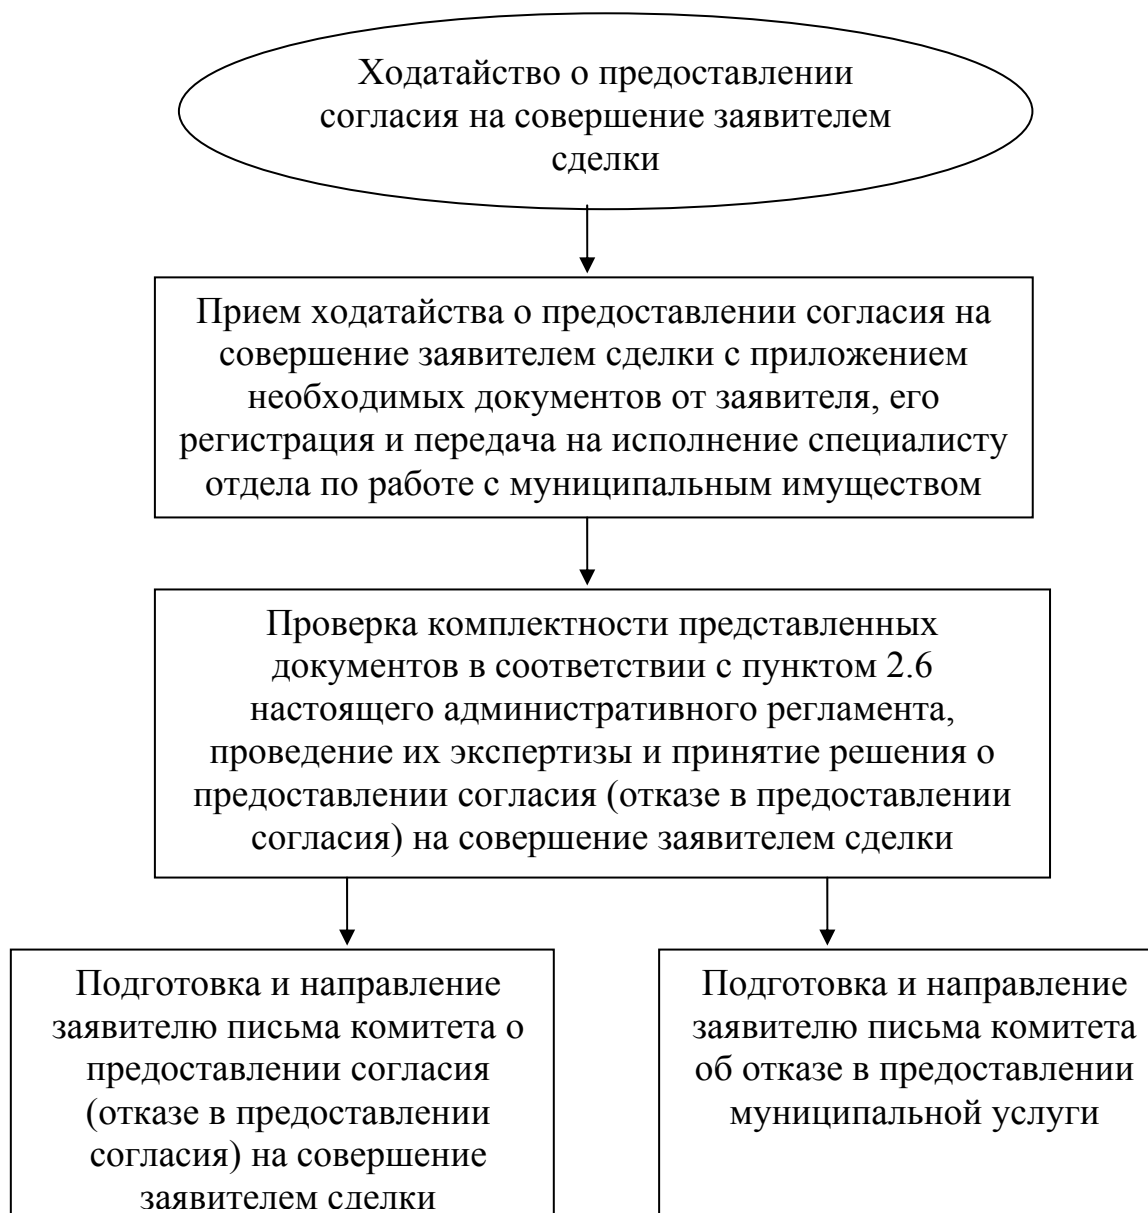 Ходатайство о предоставлении
согласия на совершение заявителем
сделки
Прием ходатайства о предоставлении согласия на
совершение заявителем сделки с приложением
необходимых документов от заявителя, его
регистрация и передача на исполнение специалисту
отдела по работе с муниципальным имуществом
Проверка комплектности представленных
документов в соответствии с пунктом 2.6
настоящего административного регламента,
проведение их экспертизы и принятие решения о
предоставлении согласия (отказе в предоставлении
согласия) на совершение заявителем сделки
Подготовка и направление
заявителю письма комитета о
предоставлении согласия
(отказе в предоставлении
согласия) на совершение
заявителем сделки
Подготовка и направление
заявителю письма комитета
об отказе в предоставлении
муниципальной услуги